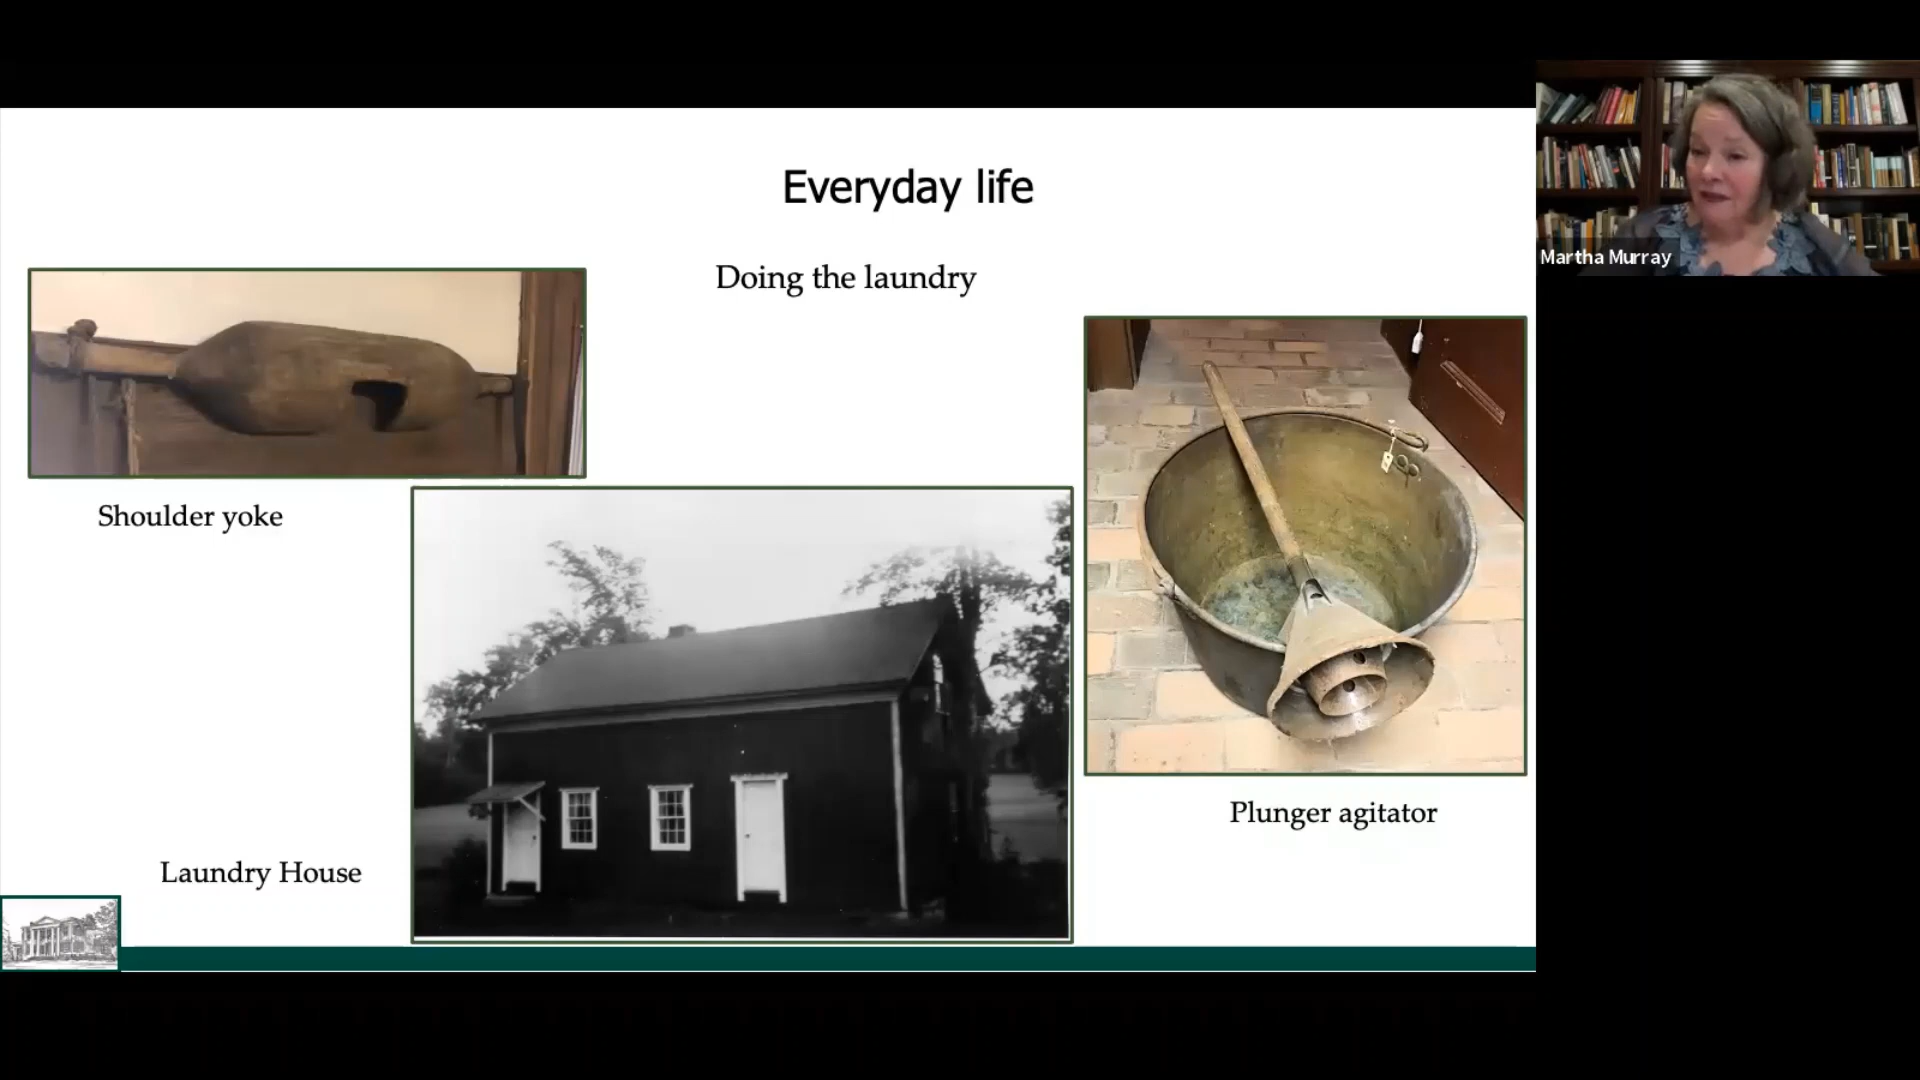 Everyday life
Doing the laundry
Shoulder yoke
Plunger agitator
Laundry House
Martha Murray